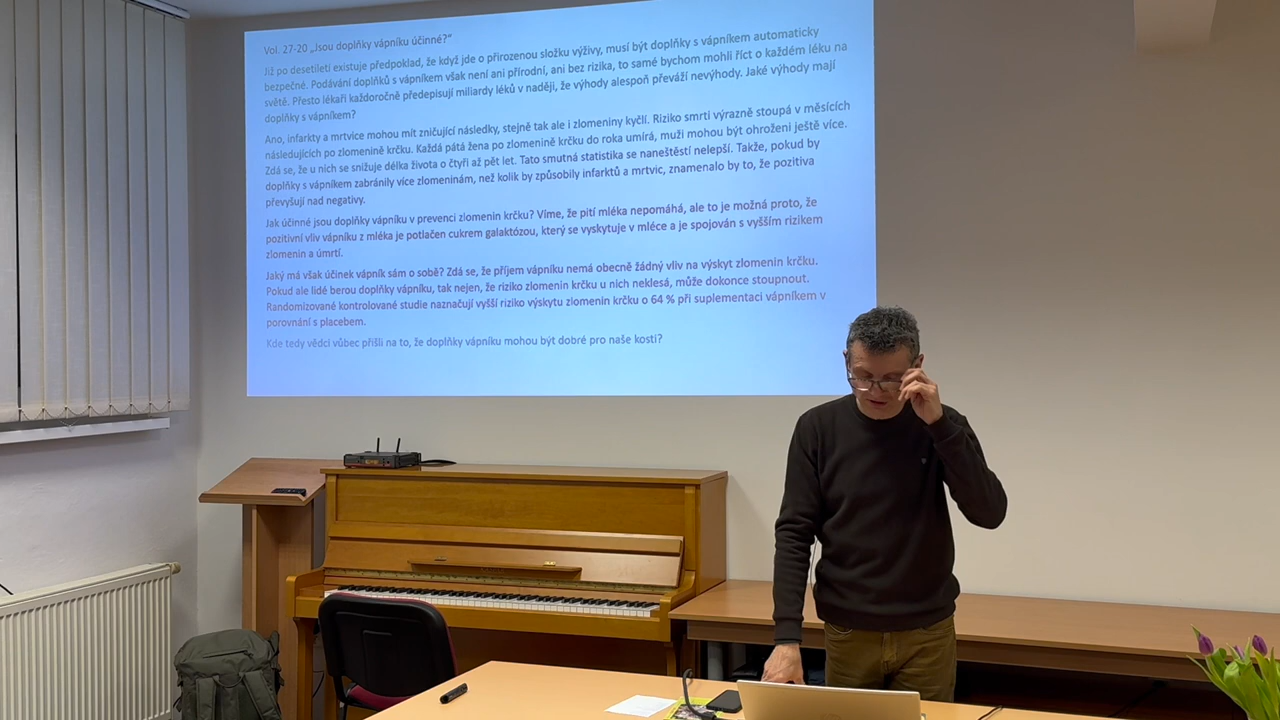 Vol. 27-20 „Jsou doplňky vápníku účinné?“
Již po desetiletí existuje předpoklad, že když jde o přirozenou složku výživy, musí být doplňky s vápníkem automaticky
bezpečné. Podávání doplňků s vápníkem však není ani přírodní, ani bez rizika, to samé bychom mohli říct o každém léku na
světě. Přesto lékaři každoročně předepisují miliardy léků v naději, že výhody alespoň převáží nevýhody. Jaké výhody mají
doplňky s vápníkem?
Ano, infarkty a mrtvice mohou mít zničující následky, stejně tak ale i zlomeniny kyčlí. Riziko smrti výrazně stoupá v měsících
následujících po zlomenině krčku. Každá pátá žena po zlomenině krčku do roka umírá, muži mohou být ohroženi ještě více.
Zdá se, že u nich se snižuje délka života o čtyři až pět let. Tato smutná statistika se naneštěstí nelepší. Takže, pokud by
doplňky s vápníkem zabránily více zlomeninám, než kolik by způsobily infarktů a mrtvic, znamenalo by to, že pozitiva
převyšují nad negativy.
Jak účinné jsou doplňky vápníku v prevenci zlomenin krčku? Víme, že pití mléka nepomáhá, ale to je možná proto, že
pozitivní vliv vápníku z mléka je potlačen cukrem galaktózou, který se vyskytuje v mléce a je spojován s vyšším rizikem
zlomenin a úmrtí.
Jaký má však účinek vápník sám o sobě? Zdá se, že příjem vápníku nemá obecně žádný vliv na výskyt zlomenin krčku.
Pokud ale lidé berou doplňky vápníku, tak nejen, že riziko zlomenin krčku u nich neklesá, může dokonce stoupnout.
Randomizované kontrolované studie naznačují vyšší riziko výskytu zlomenin krčku o 64 % při suplementaci vápníkem v
porovnání s placebem.
Kde tedy vědci vůbec přišli na to, že doplňky vápníku mohou být dobré pro naše kosti?